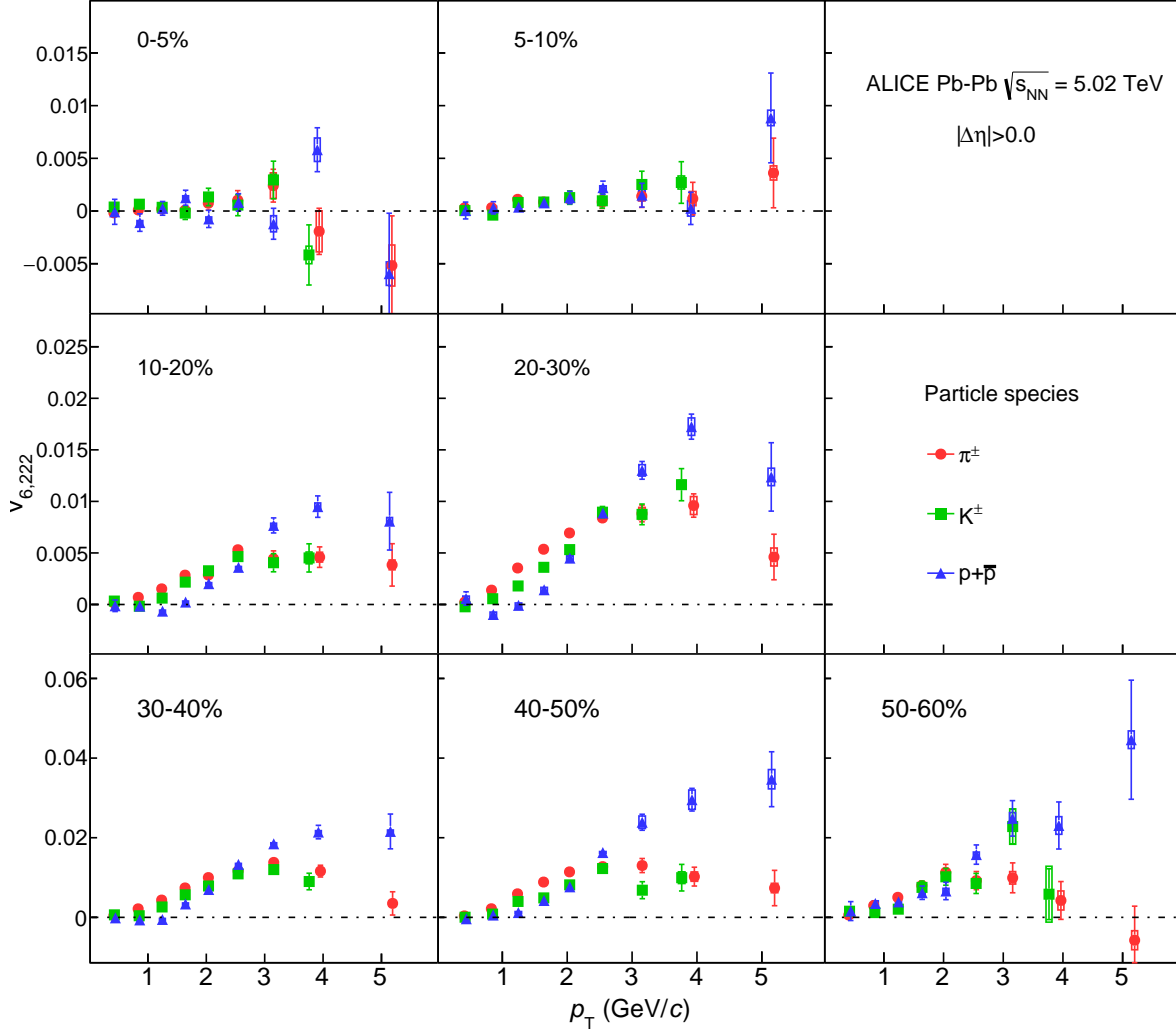 0-5%
5-10%
ALICE Pb-Pb √s_NN = 5.02 TeV
|Δη|>0.0
0.015
0.01
0.005
0
−0.005
10-20%
20-30%
Particle species
π±
K±
p+p̅
0.025
0.02
0.015
0.01
0.005
0
v_6,222
30-40%
40-50%
50-60%
0.06
0.04
0.02
0
1 2 3 4 5
1 2 3 4 5
1 2 3 4 5
p_T (GeV/c)